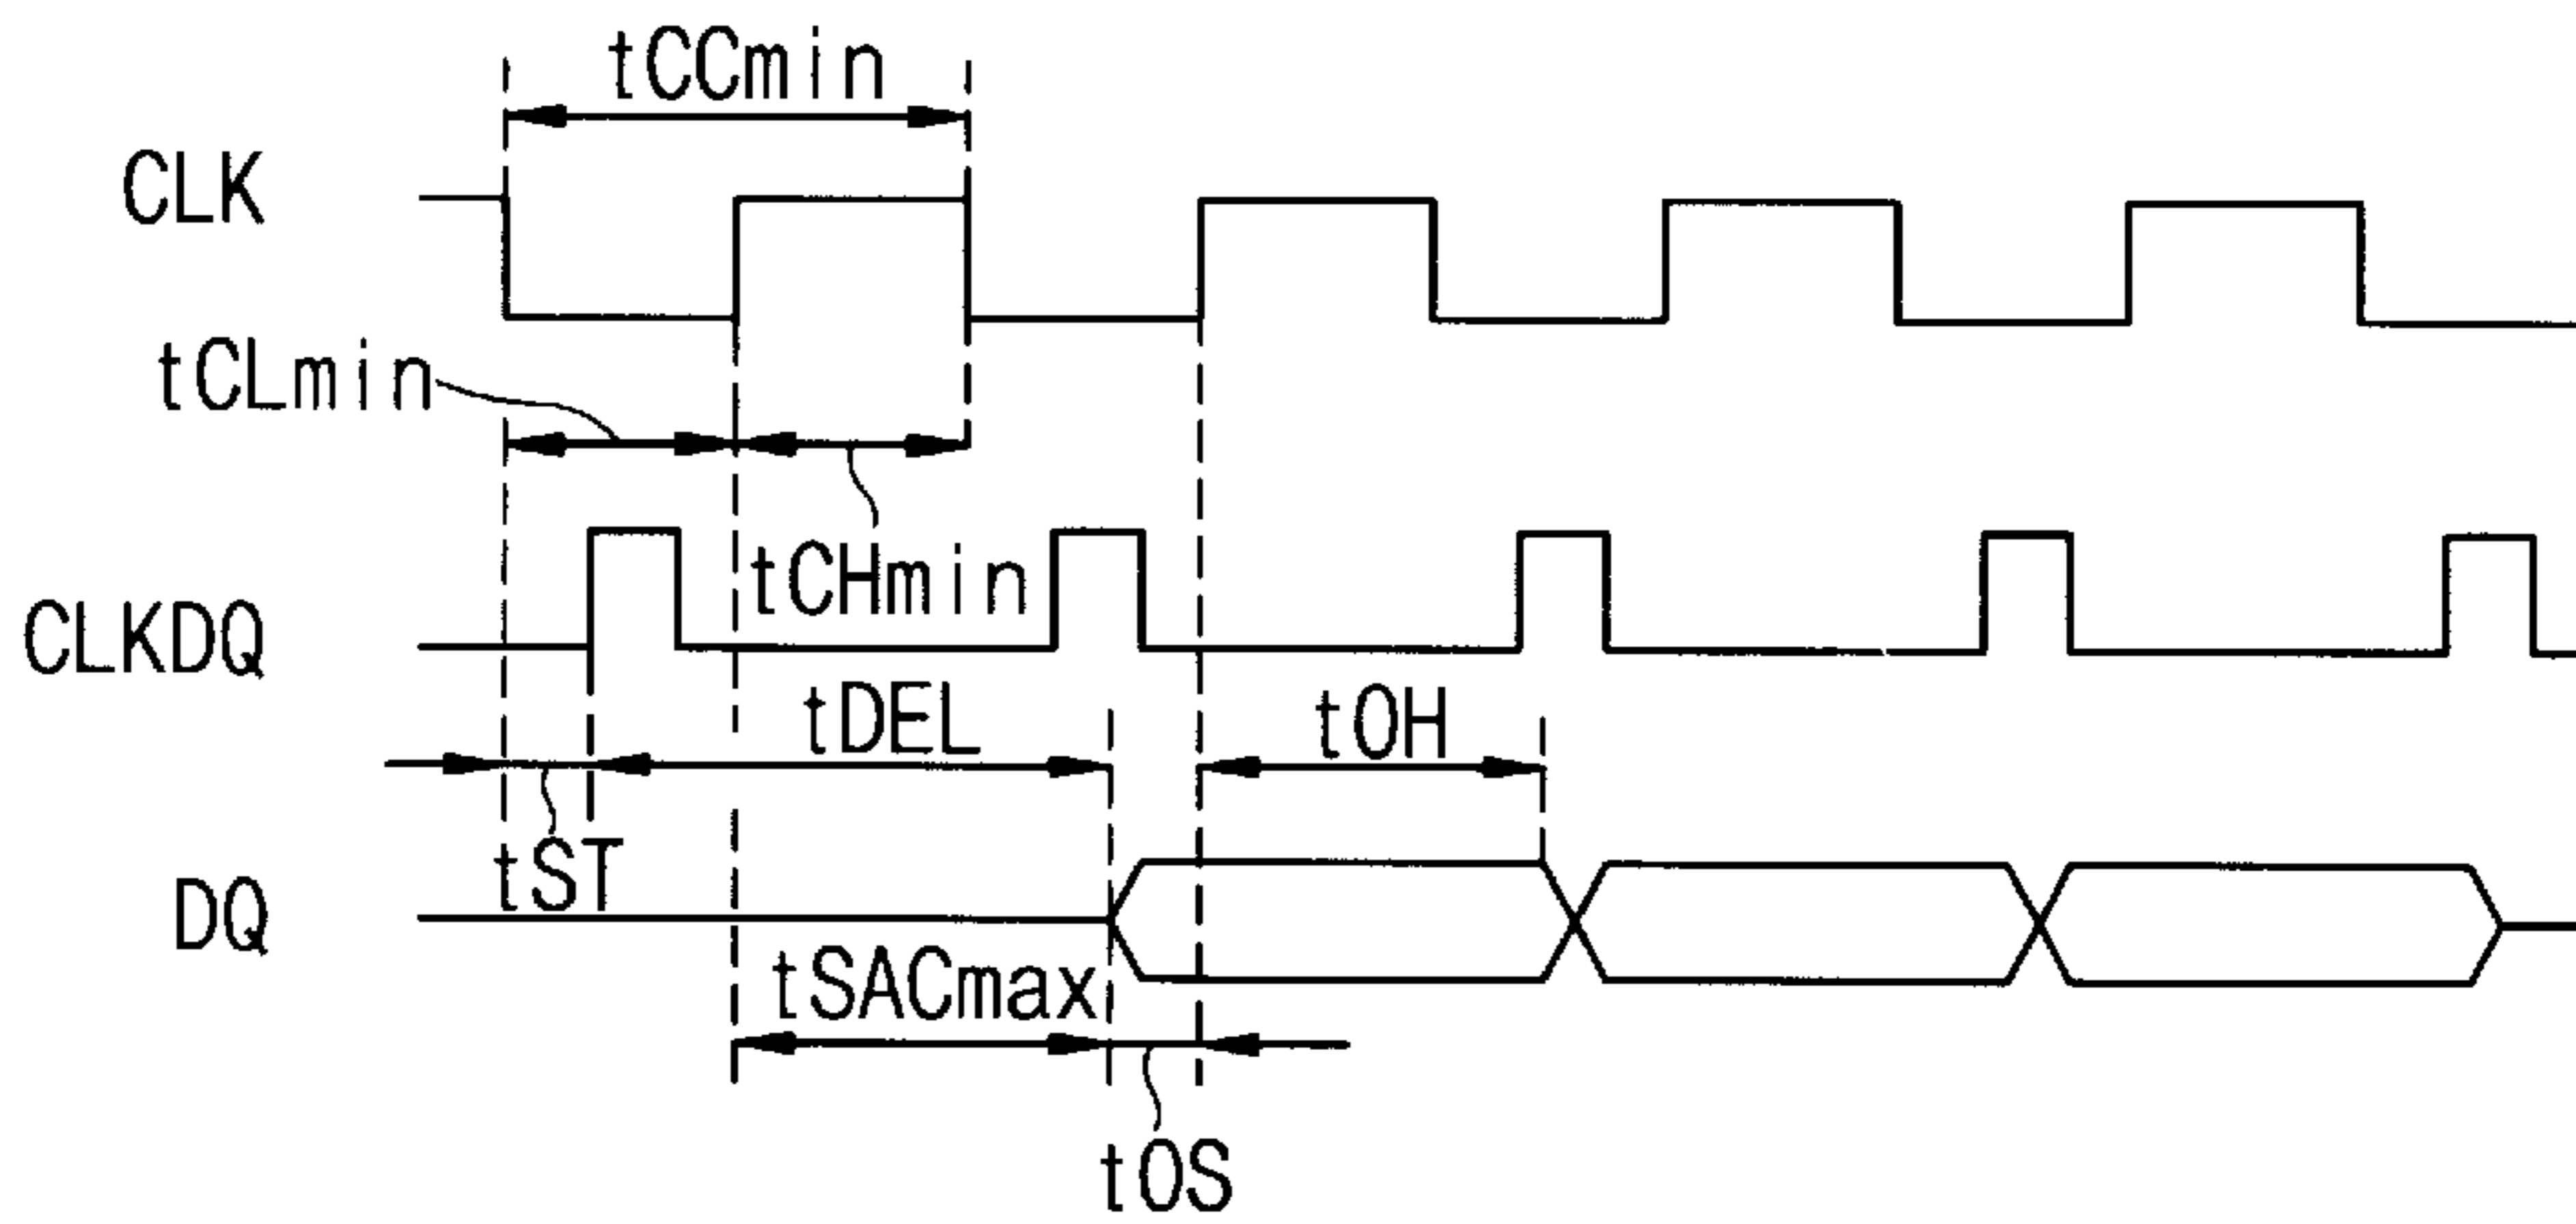 tCCmin
CLK
tCLmin
tCHmin
CLKDQ
tDEL
tOH
tST
DQ
tSACmax
tOS